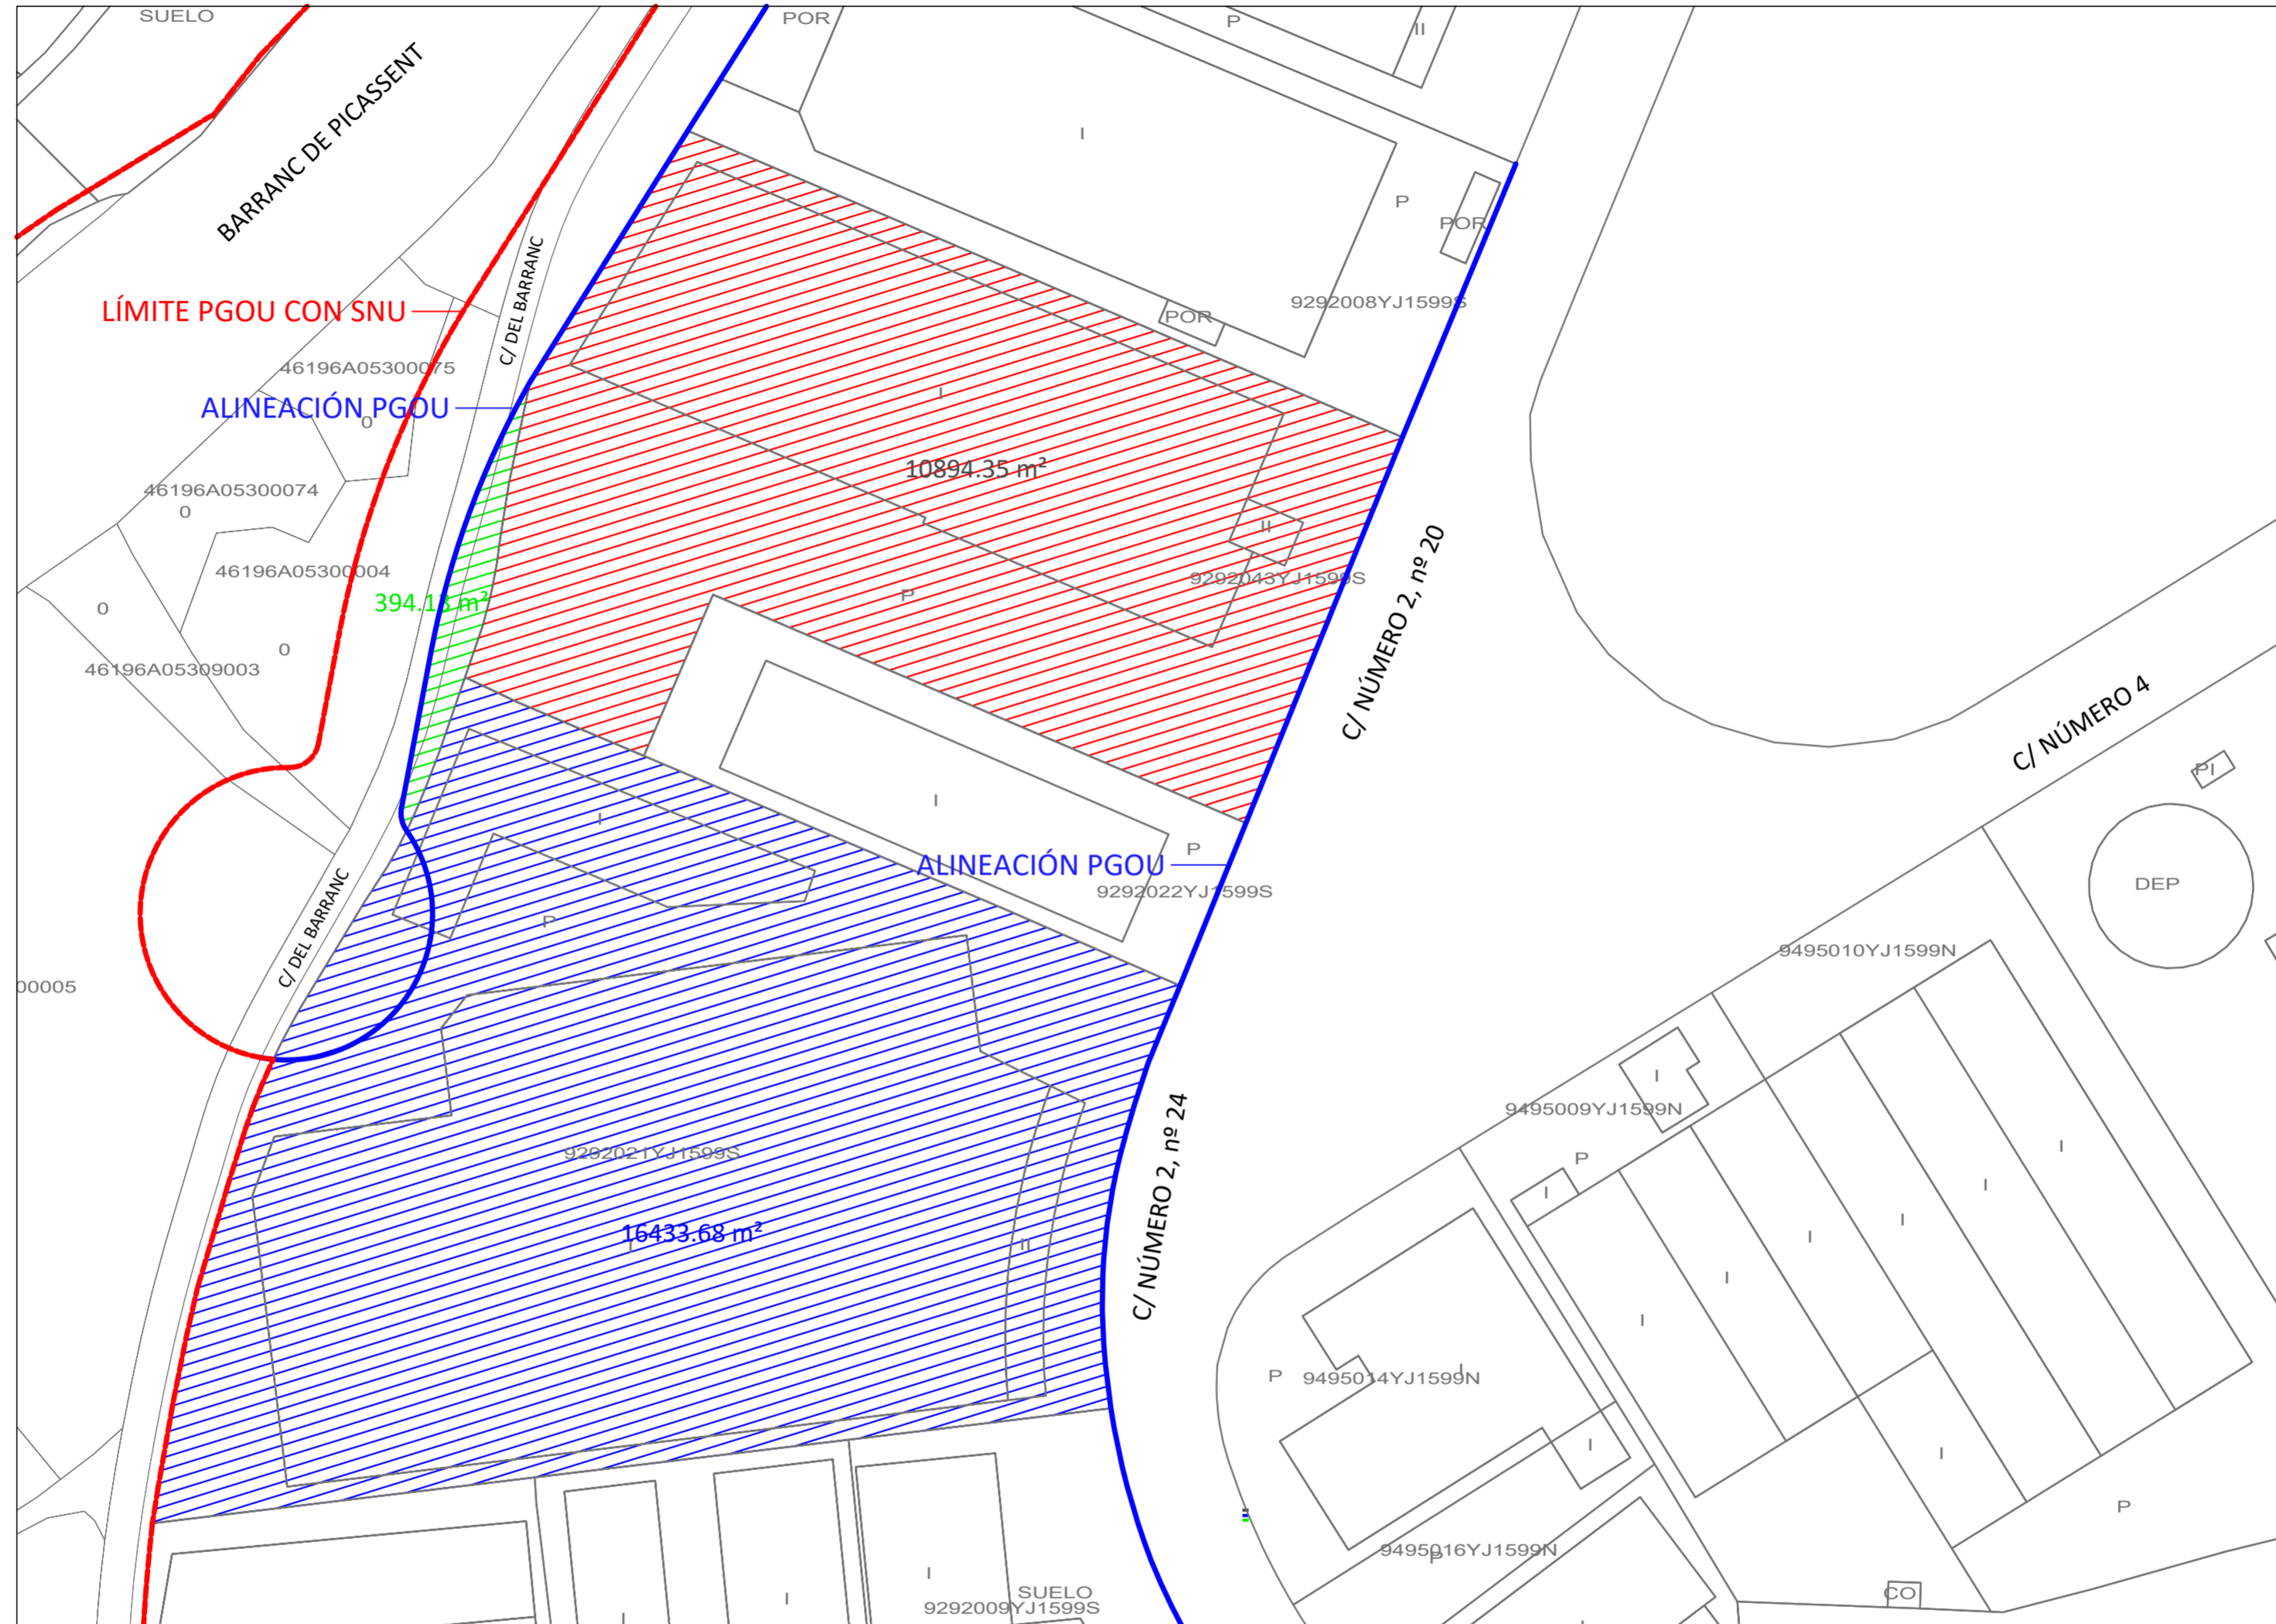 SUELO
POR
P
II
BARRANC DE PICASSENT
I
P
POR
C/ DEL BARRANC
LÍMITE PGOU CON SNU
9292008YJ1599S
POR
46196A05300075
ALINEACIÓN PGOU
0
I
10894.35 m²
46196A05300074
0
II
C/ NÚMERO 2, nº 20
46196A05300004
9292043YJ1599S
394.13 m²
P
0
0
46196A05309003
C/ NÚMERO 4
PI
I
I
P
ALINEACIÓN PGOU
9292022YJ1599S
DEP
P
C/ DEL BARRANC
9495010YJ1599N
00005
I
9495009YJ1599N
9292021YJ1599S
P
I
I
I
C/ NÚMERO 2, nº 24
16433.68 m²
I
II
I
I
I
I
P
9495014YJ1599N
I
I
I
P
9495016YJ1599N
P
I
SUELO
9292009YJ1599S
CO
I
I
I